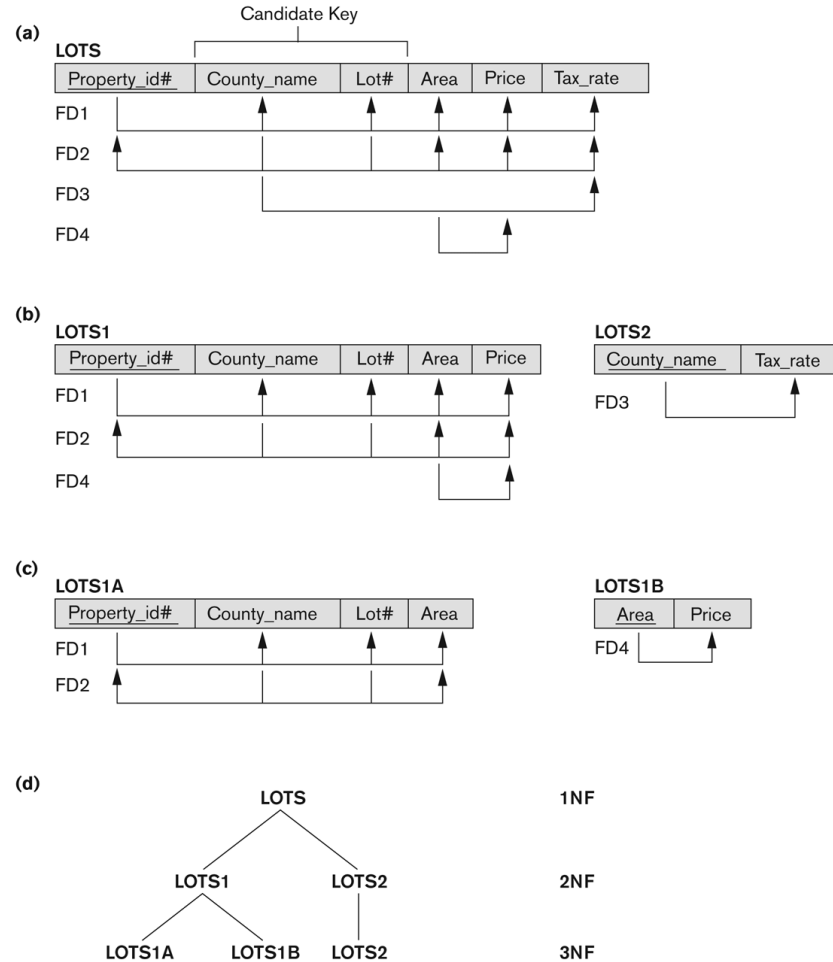 Candidate Key
(a)
LOTS
Property_id# County_name Lot# Area Price Tax_rate
FD1
FD2
FD3
FD4
(b)
LOTS1 LOTS2
Property_id# County_name Lot# Area Price County_name Tax_rate
FD1 FD3
FD2
FD4
(c)
LOTS1A LOTS1B
Property_id# County_name Lot# Area Area Price
FD1 FD4
FD2
(d)
LOTS 1NF
LOTS1 LOTS2 2NF
LOTS1A LOTS1B LOTS2 3NF